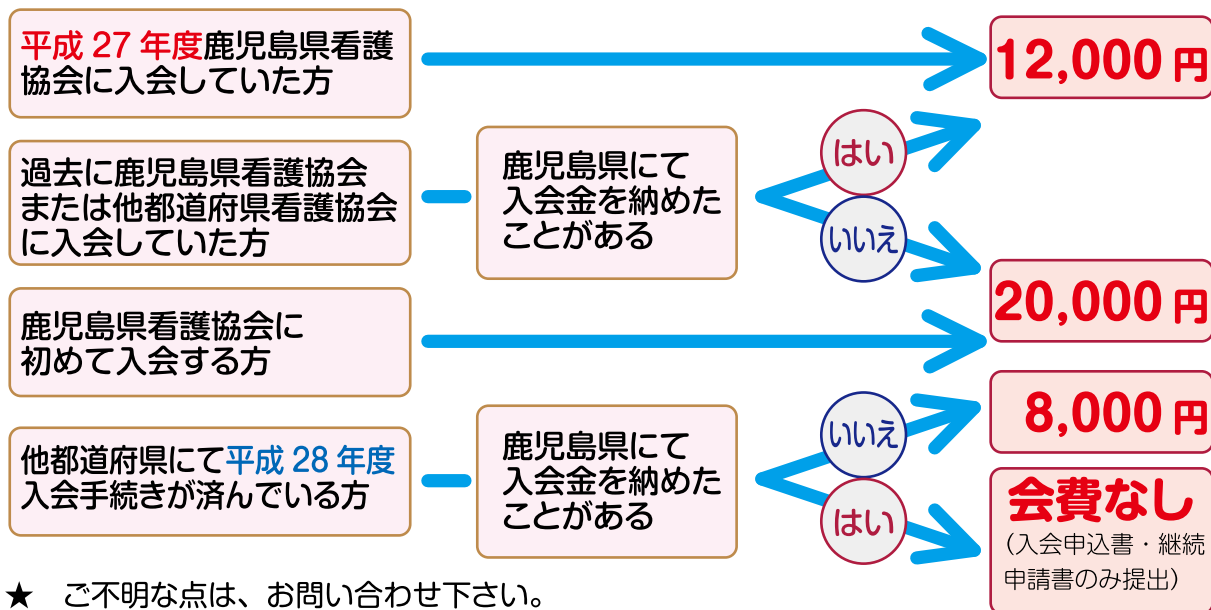 平成 27 年度鹿児島県看護
協会に入会していた方
12,000 円
過去に鹿児島県看護協会
または他都道府県看護協会
に入会していた方
鹿児島県にて
入会金を納めた
ことがある
はい
いいえ
20,000 円
鹿児島県看護協会に
初めて入会する方
他都道府県にて平成 28 年度
入会手続きが済んでいる方
鹿児島県にて
入会金を納めた
ことがある
いいえ
はい
8,000 円
会費なし
（入会申込書・継続
申請書のみ提出）
★　ご不明な点は、お問い合わせ下さい。